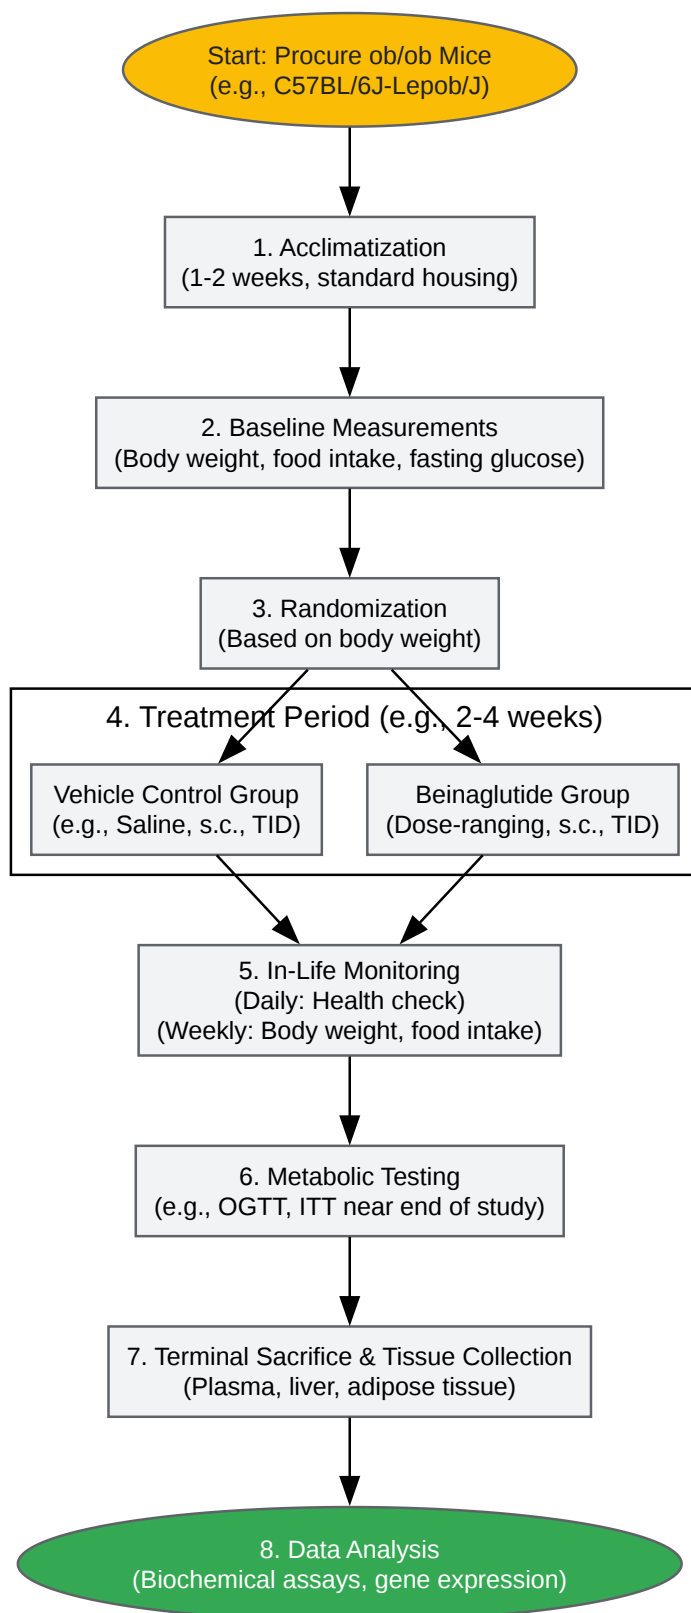 Start: Procure ob/ob Mice
(e.g., C57BL/6J-Lepob/J)
1. Acclimatization
(1-2 weeks, standard housing)
2. Baseline Measurements
(Body weight, food intake, fasting glucose)
3. Randomization
(Based on body weight)
4. Treatment Period (e.g., 2-4 weeks)
Vehicle Control Group
(e.g., Saline, s.c., TID)
Beinaglutide Group
(Dose-ranging, s.c., TID)
5. In-Life Monitoring
(Daily: Health check)
(Weekly: Body weight, food intake)
6. Metabolic Testing
(e.g., OGTT, ITT near end of study)
7. Terminal Sacrifice & Tissue Collection
(Plasma, liver, adipose tissue)
8. Data Analysis
(Biochemical assays, gene expression)